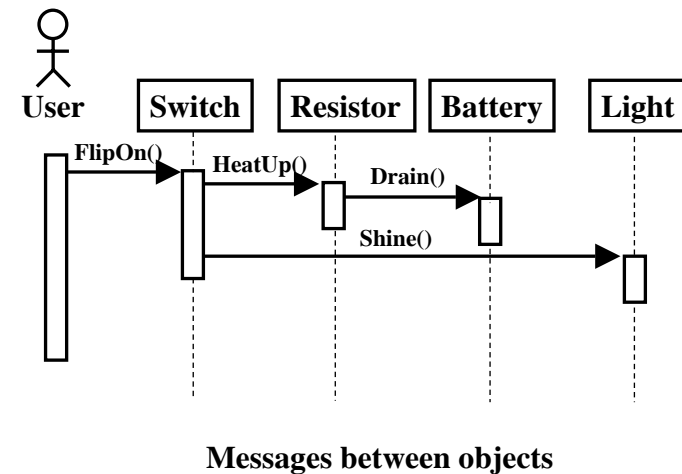 User Switch Resistor Battery Light
FlipOn()
HeatUp()
Drain()
Shine()
Messages between objects